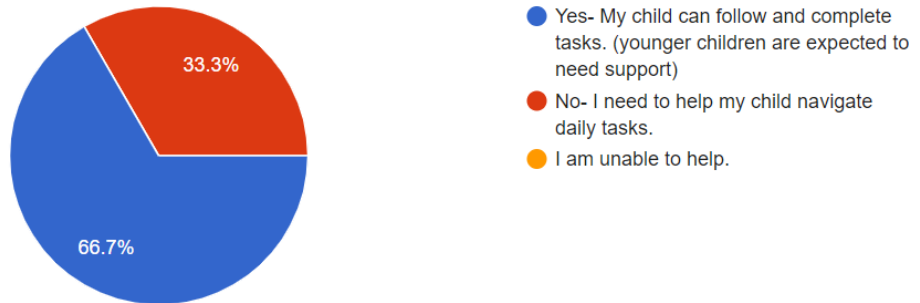 Yes- My child can follow and complete
tasks. (younger children are expected to
need support)
33.3%
No- I need to help my child navigate
daily tasks.
I am unable to help.
66.7%